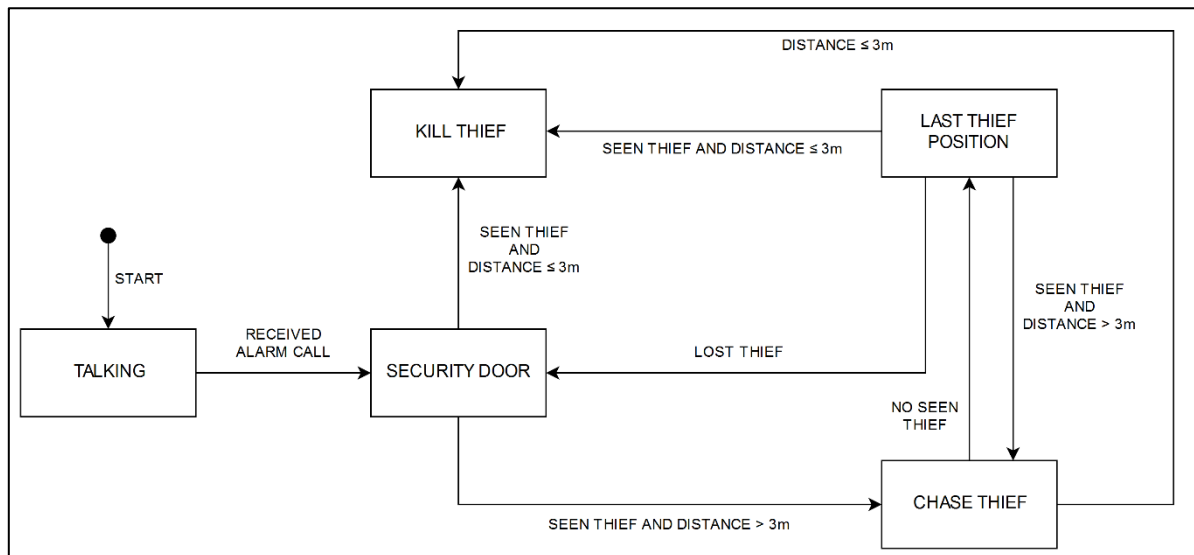 DISTANCE ≤ 3m
KILL THIEF
LAST THIEF
POSITION
SEEN THIEF AND DISTANCE ≤ 3m
SEEN THIEF
AND
DISTANCE ≤ 3m
START
SEEN THIEF
AND
DISTANCE > 3m
RECEIVED
ALARM CALL
TALKING
SECURITY DOOR
LOST THIEF
NO SEEN
THIEF
CHASE THIEF
SEEN THIEF AND DISTANCE > 3m